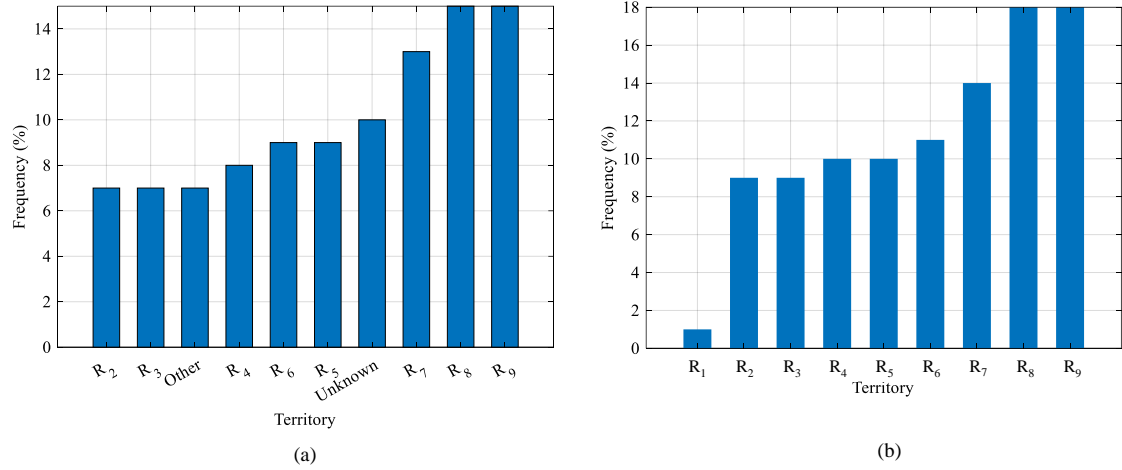 14
12
10
8
6
4
2
0
Frequency (%)
R2 R3 Other R4 R6 R5 Unknown R7 R8 R9
Territory
(a)
18
16
14
12
10
8
6
4
2
0
Frequency (%)
R1 R2 R3 R4 R5 R6 R7 R8 R9
Territory
(b)